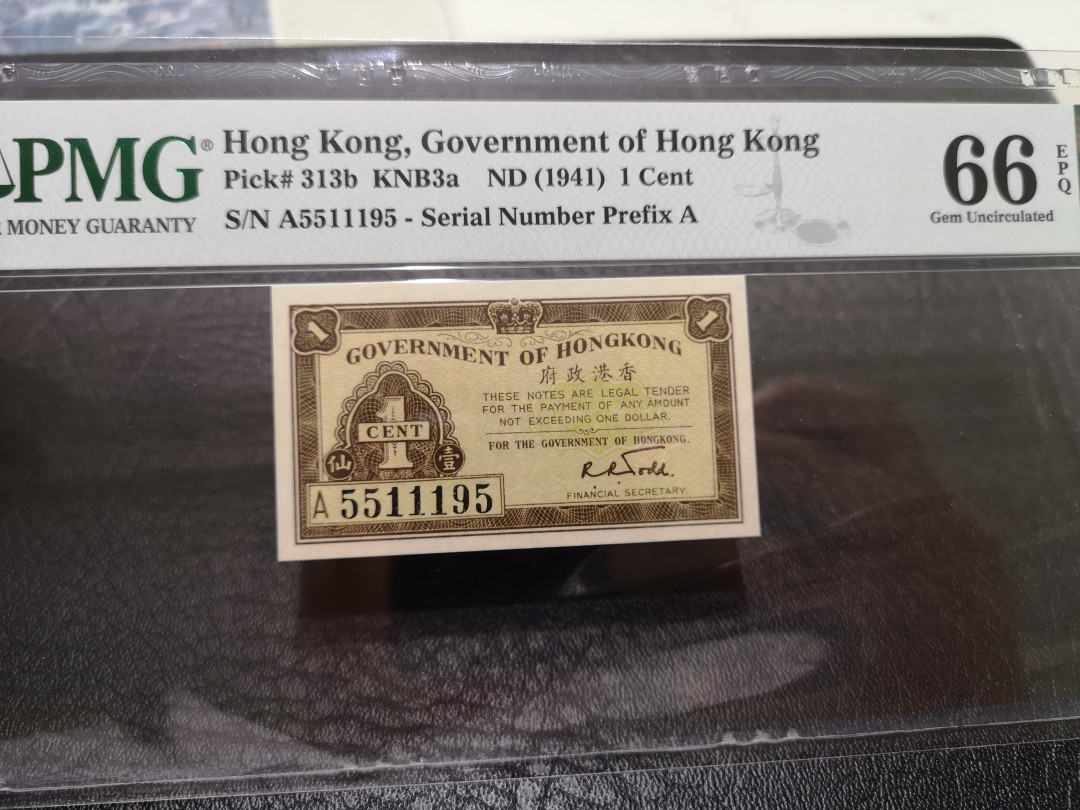 PMG®
MONEY GUARANTY
Hong Kong, Government of Hong Kong
Pick# 313b KNB3a ND (1941) 1 Cent
S/N A5511195 - Serial Number Prefix A
66 EPQ
Gem Uncirculated
1 1
GOVERNMENT OF HONGKONG
府政港香
THESE NOTES ARE LEGAL TENDER
FOR THE PAYMENT OF ANY AMOUNT
NOT EXCEEDING ONE DOLLAR.
1
CENT
仙 壹
FOR THE GOVERNMENT OF HONGKONG.
R.R. Todd.
FINANCIAL SECRETARY.
A 5511195